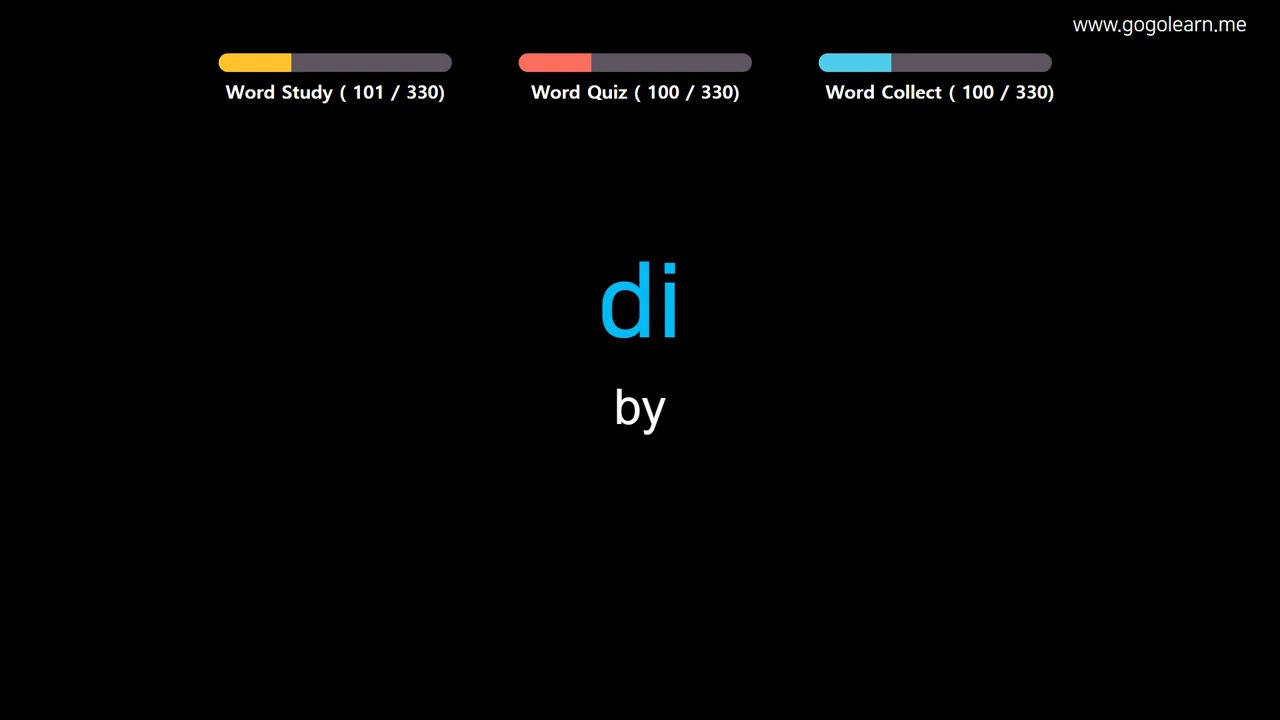 www.gogolearn.me
Word Study ( 101 / 330)
Word Quiz ( 100 / 330)
Word Collect ( 100 / 330)
di
by